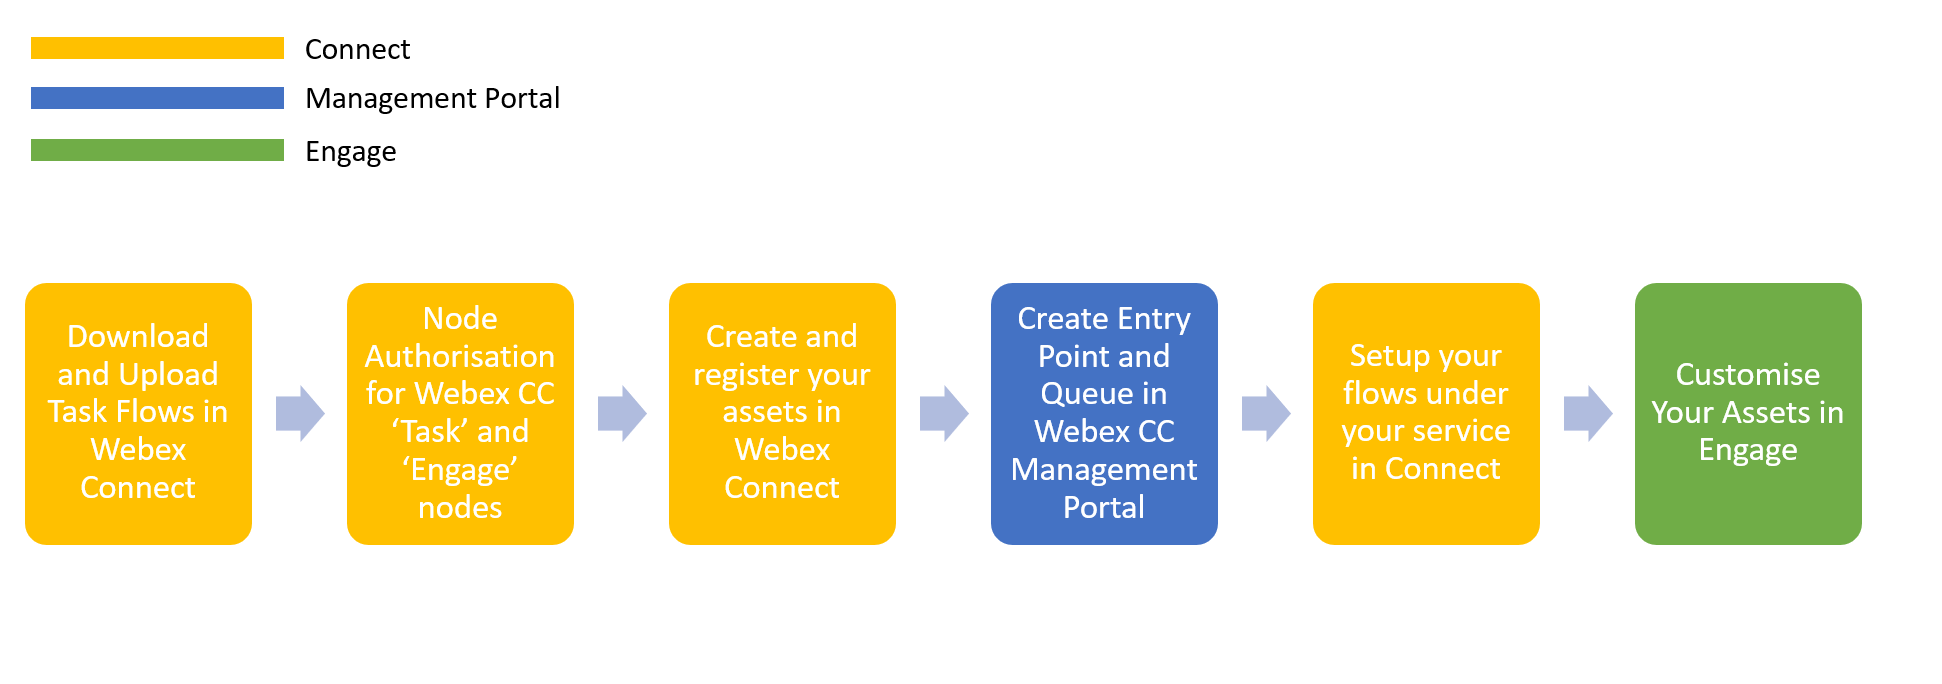 Connect
Management Portal
Engage
Download
and Upload
Task Flows in
Webex
Connect
Node
Authorisation
for Webex CC
‘Task’ and
‘Engage’
nodes
Create and
register your
assets in
Webex
Connect
Create Entry
Point and
Queue in
Webex CC
Management
Portal
Setup your
flows under
your service
in Connect
Customise
Your Assets in
Engage